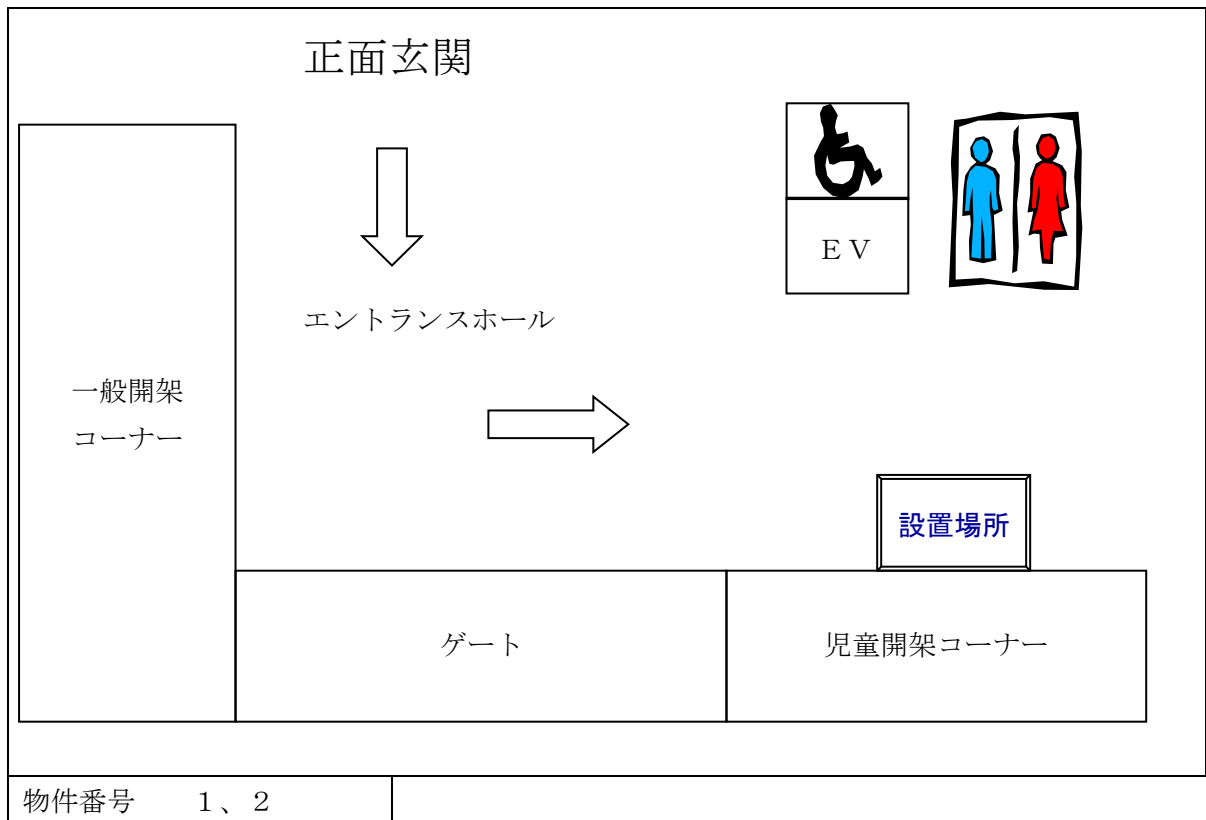 正面玄関
EV
エントランスホール
一般開架
コーナー
設置場所
ゲート
児童開架コーナー
物件番号　　１、２